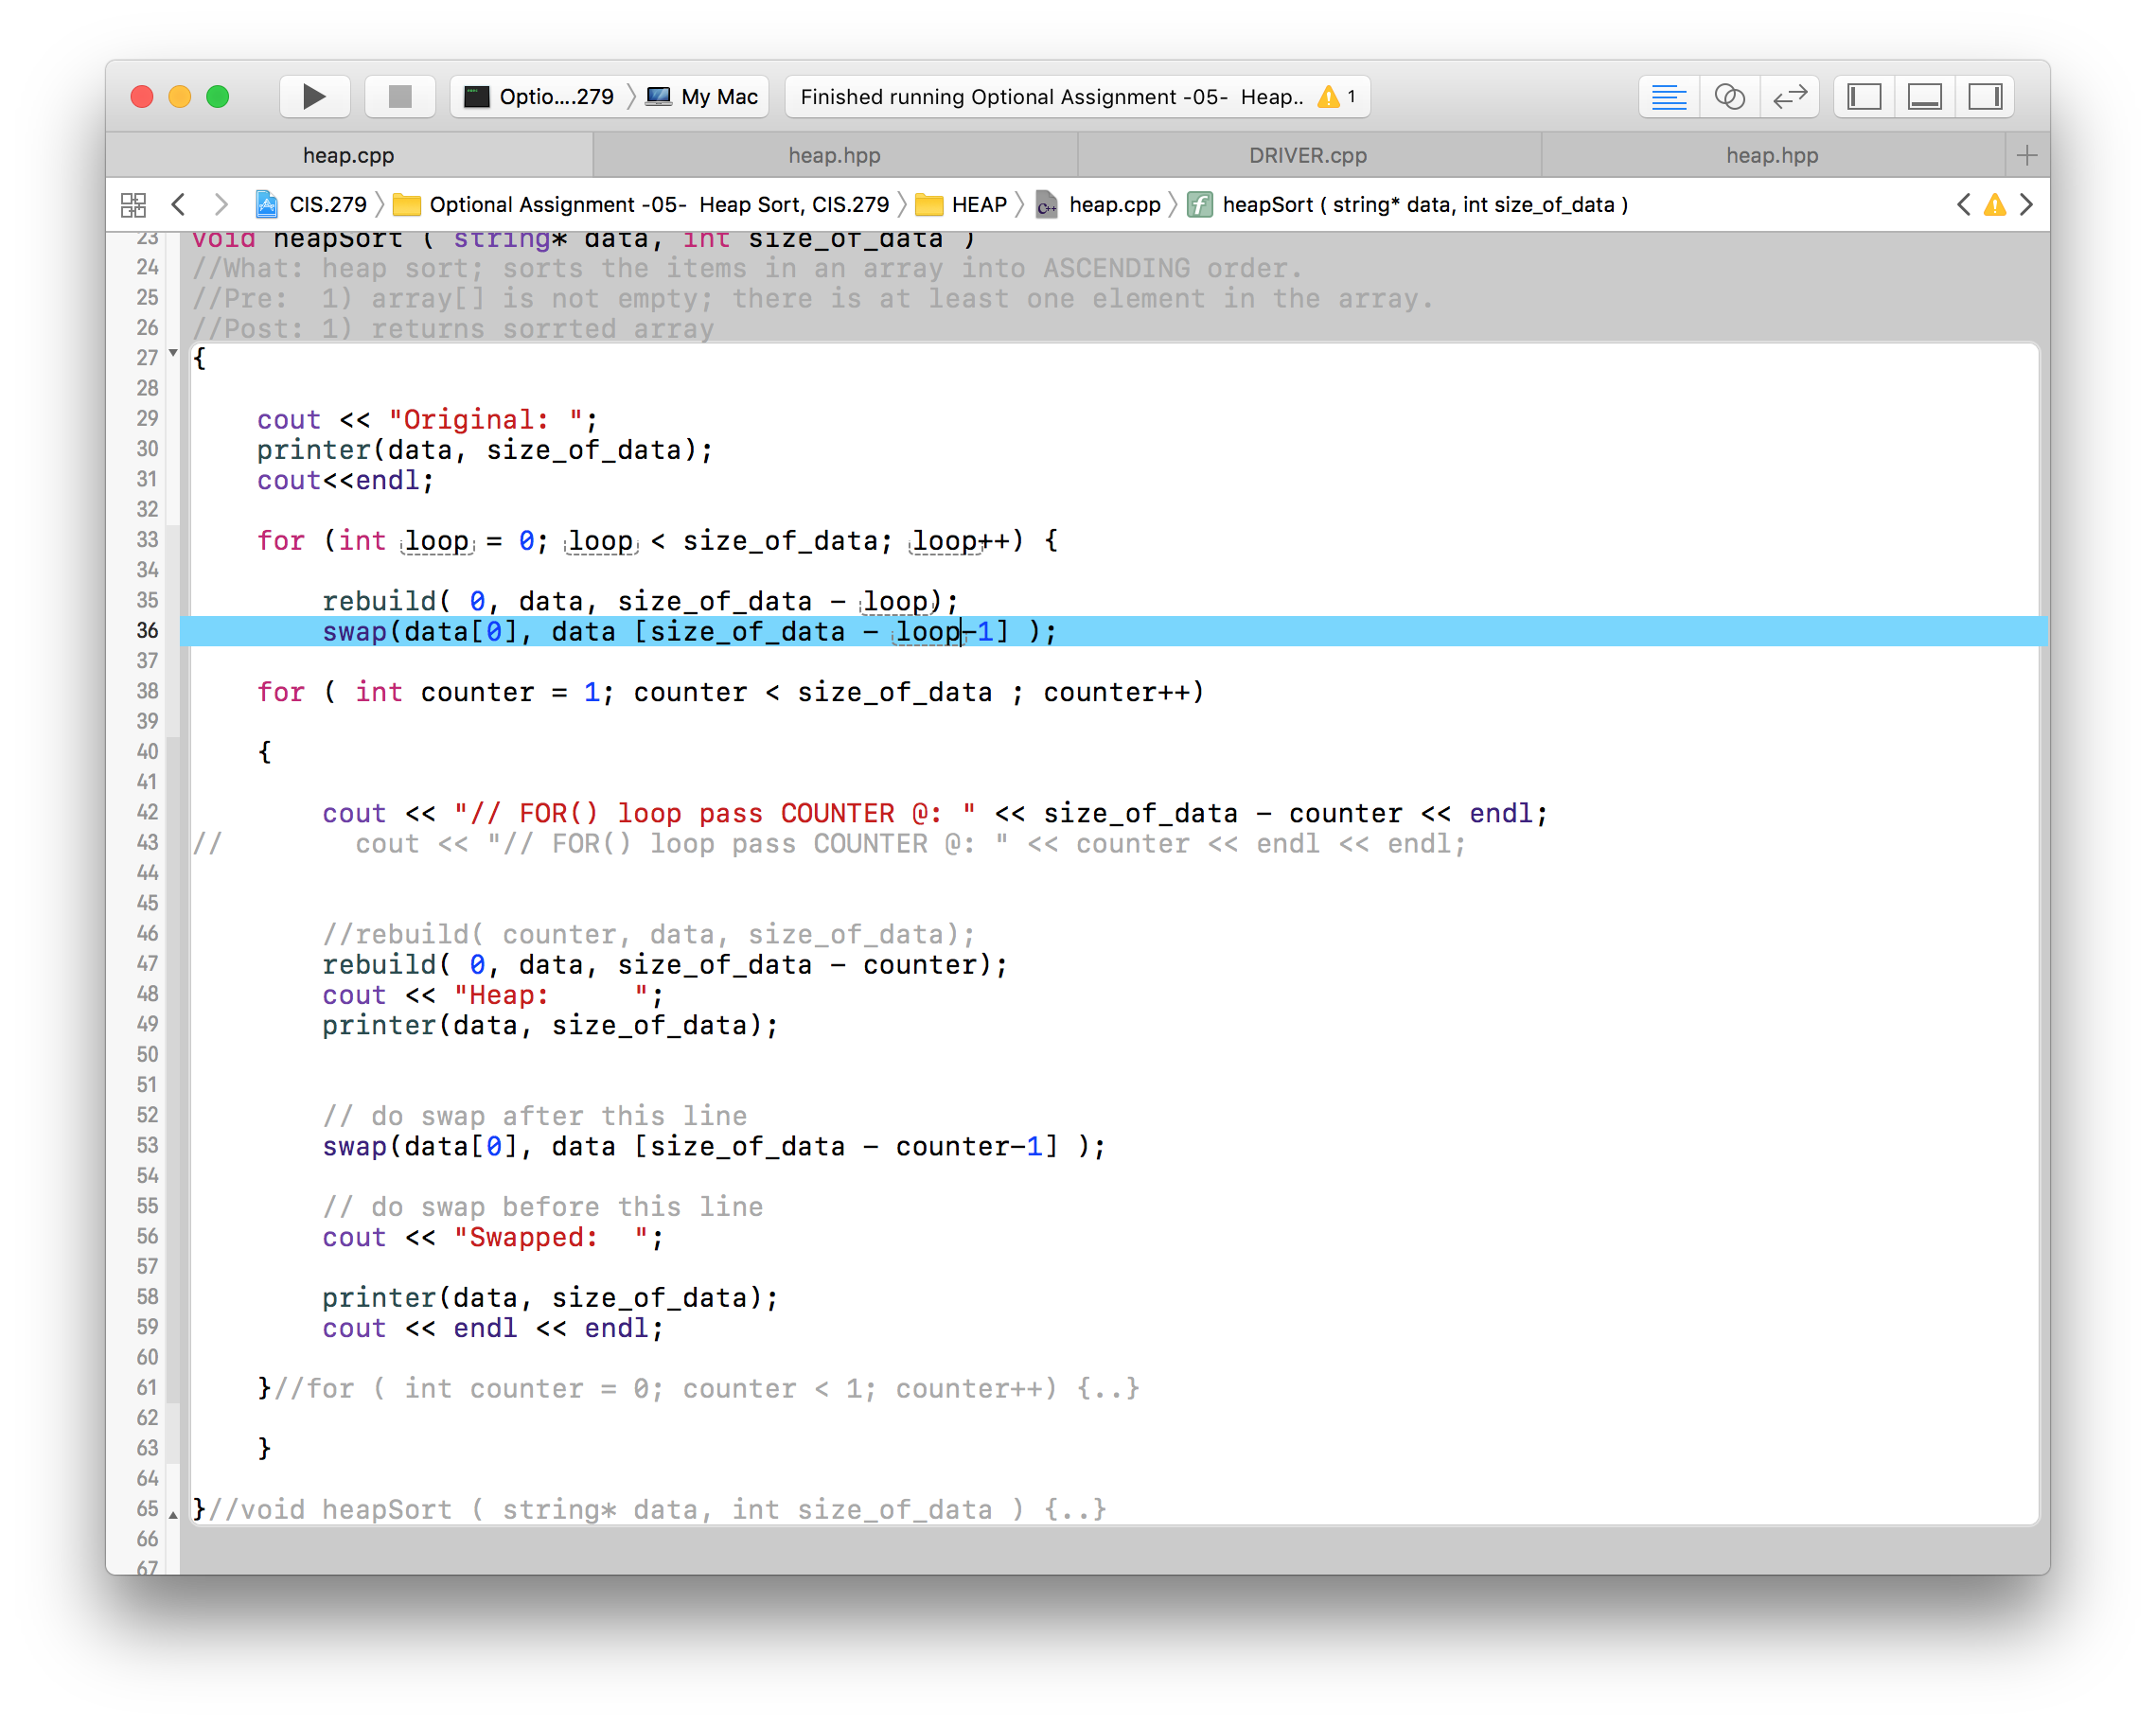 Optio....279 〉 My Mac
Finished running Optional Assignment -05-  Heap.. 1
heap.cpp
heap.hpp
DRIVER.cpp
heap.hpp
CIS.279 〉 Optional Assignment -05-  Heap Sort, CIS.279 〉 HEAP 〉 heap.cpp 〉 heapSort ( string* data, int size_of_data )
23 void heapSort ( string* data, int size_of_data )
24 //What: heap sort; sorts the items in an array into ASCENDING order.
25 //Pre:  1) array[] is not empty; there is at least one element in the array.
26 //Post: 1) returns sorrted array
27 {
28
29     cout << "Original: ";
30     printer(data, size_of_data);
31     cout<<endl;
32
33     for (int loop = 0; loop < size_of_data; loop++) {
34
35         rebuild( 0, data, size_of_data - loop);
36         swap(data[0], data [size_of_data - loop-1] );
37
38     for ( int counter = 1; counter < size_of_data ; counter++)
39
40     {
41
42         cout << "// FOR() loop pass COUNTER @: " << size_of_data - counter << endl;
43 //        cout << "// FOR() loop pass COUNTER @: " << counter << endl << endl;
44
45
46         //rebuild( counter, data, size_of_data);
47         rebuild( 0, data, size_of_data - counter);
48         cout << "Heap:     ";
49         printer(data, size_of_data);
50
51
52         // do swap after this line
53         swap(data[0], data [size_of_data - counter-1] );
54
55         // do swap before this line
56         cout << "Swapped:  ";
57
58         printer(data, size_of_data);
59         cout << endl << endl;
60
61     }//for ( int counter = 0; counter < 1; counter++) {..}
62
63     }
64
65 }//void heapSort ( string* data, int size_of_data ) {..}
66
67